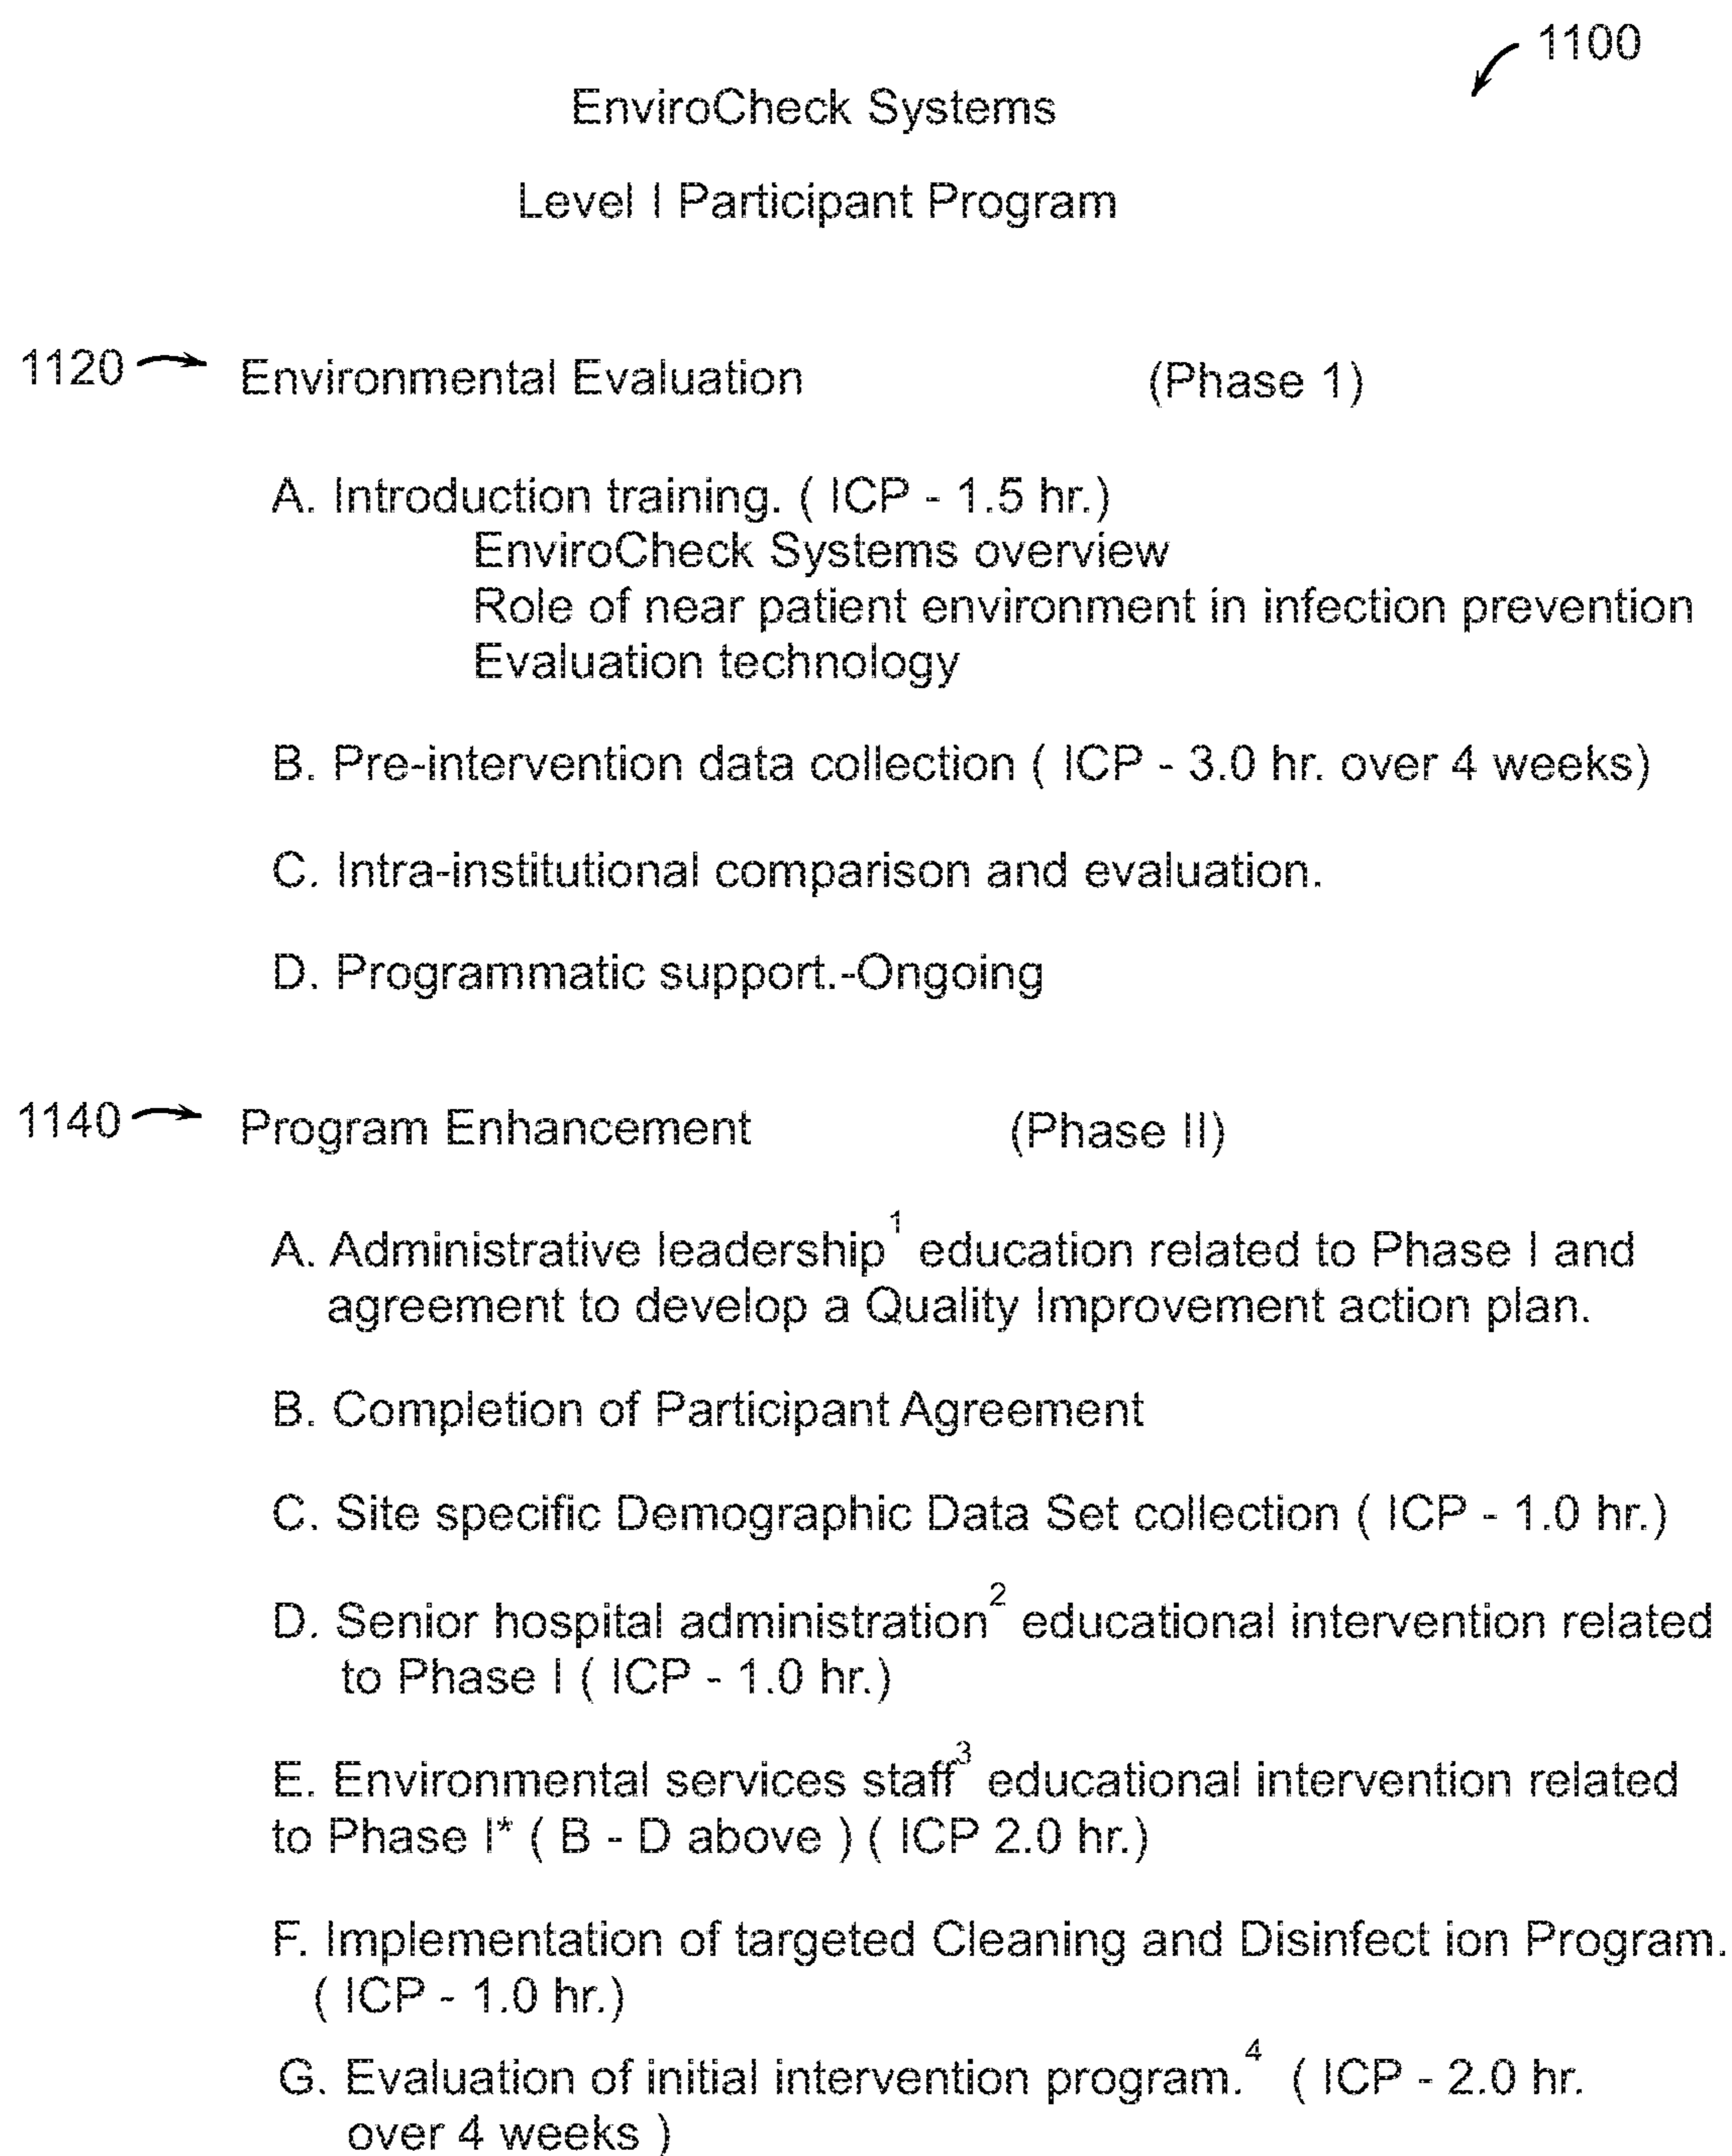 1100
EnviroCheck Systems
Level I Participant Program
1120 Environmental Evaluation (Phase 1)
A. Introduction training. ( ICP - 1.5 hr.)
EnviroCheck Systems overview
Role of near patient environment in infection prevention
Evaluation technology
B. Pre-intervention data collection ( ICP - 3.0 hr. over 4 weeks)
C. Intra-institutional comparison and evaluation.
D. Programmatic support.-Ongoing
1140 Program Enhancement (Phase II)
A. Administrative leadership¹ education related to Phase I and
agreement to develop a Quality Improvement action plan.
B. Completion of Participant Agreement
C. Site specific Demographic Data Set collection ( ICP - 1.0 hr.)
D. Senior hospital administration² educational intervention related
to Phase I ( ICP - 1.0 hr.)
E. Environmental services staff³ educational intervention related
to Phase I* ( B - D above ) ( ICP 2.0 hr.)
F. Implementation of targeted Cleaning and Disinfect ion Program.
( ICP - 1.0 hr.)
G. Evaluation of initial intervention program.⁴ ( ICP - 2.0 hr.
over 4 weeks )